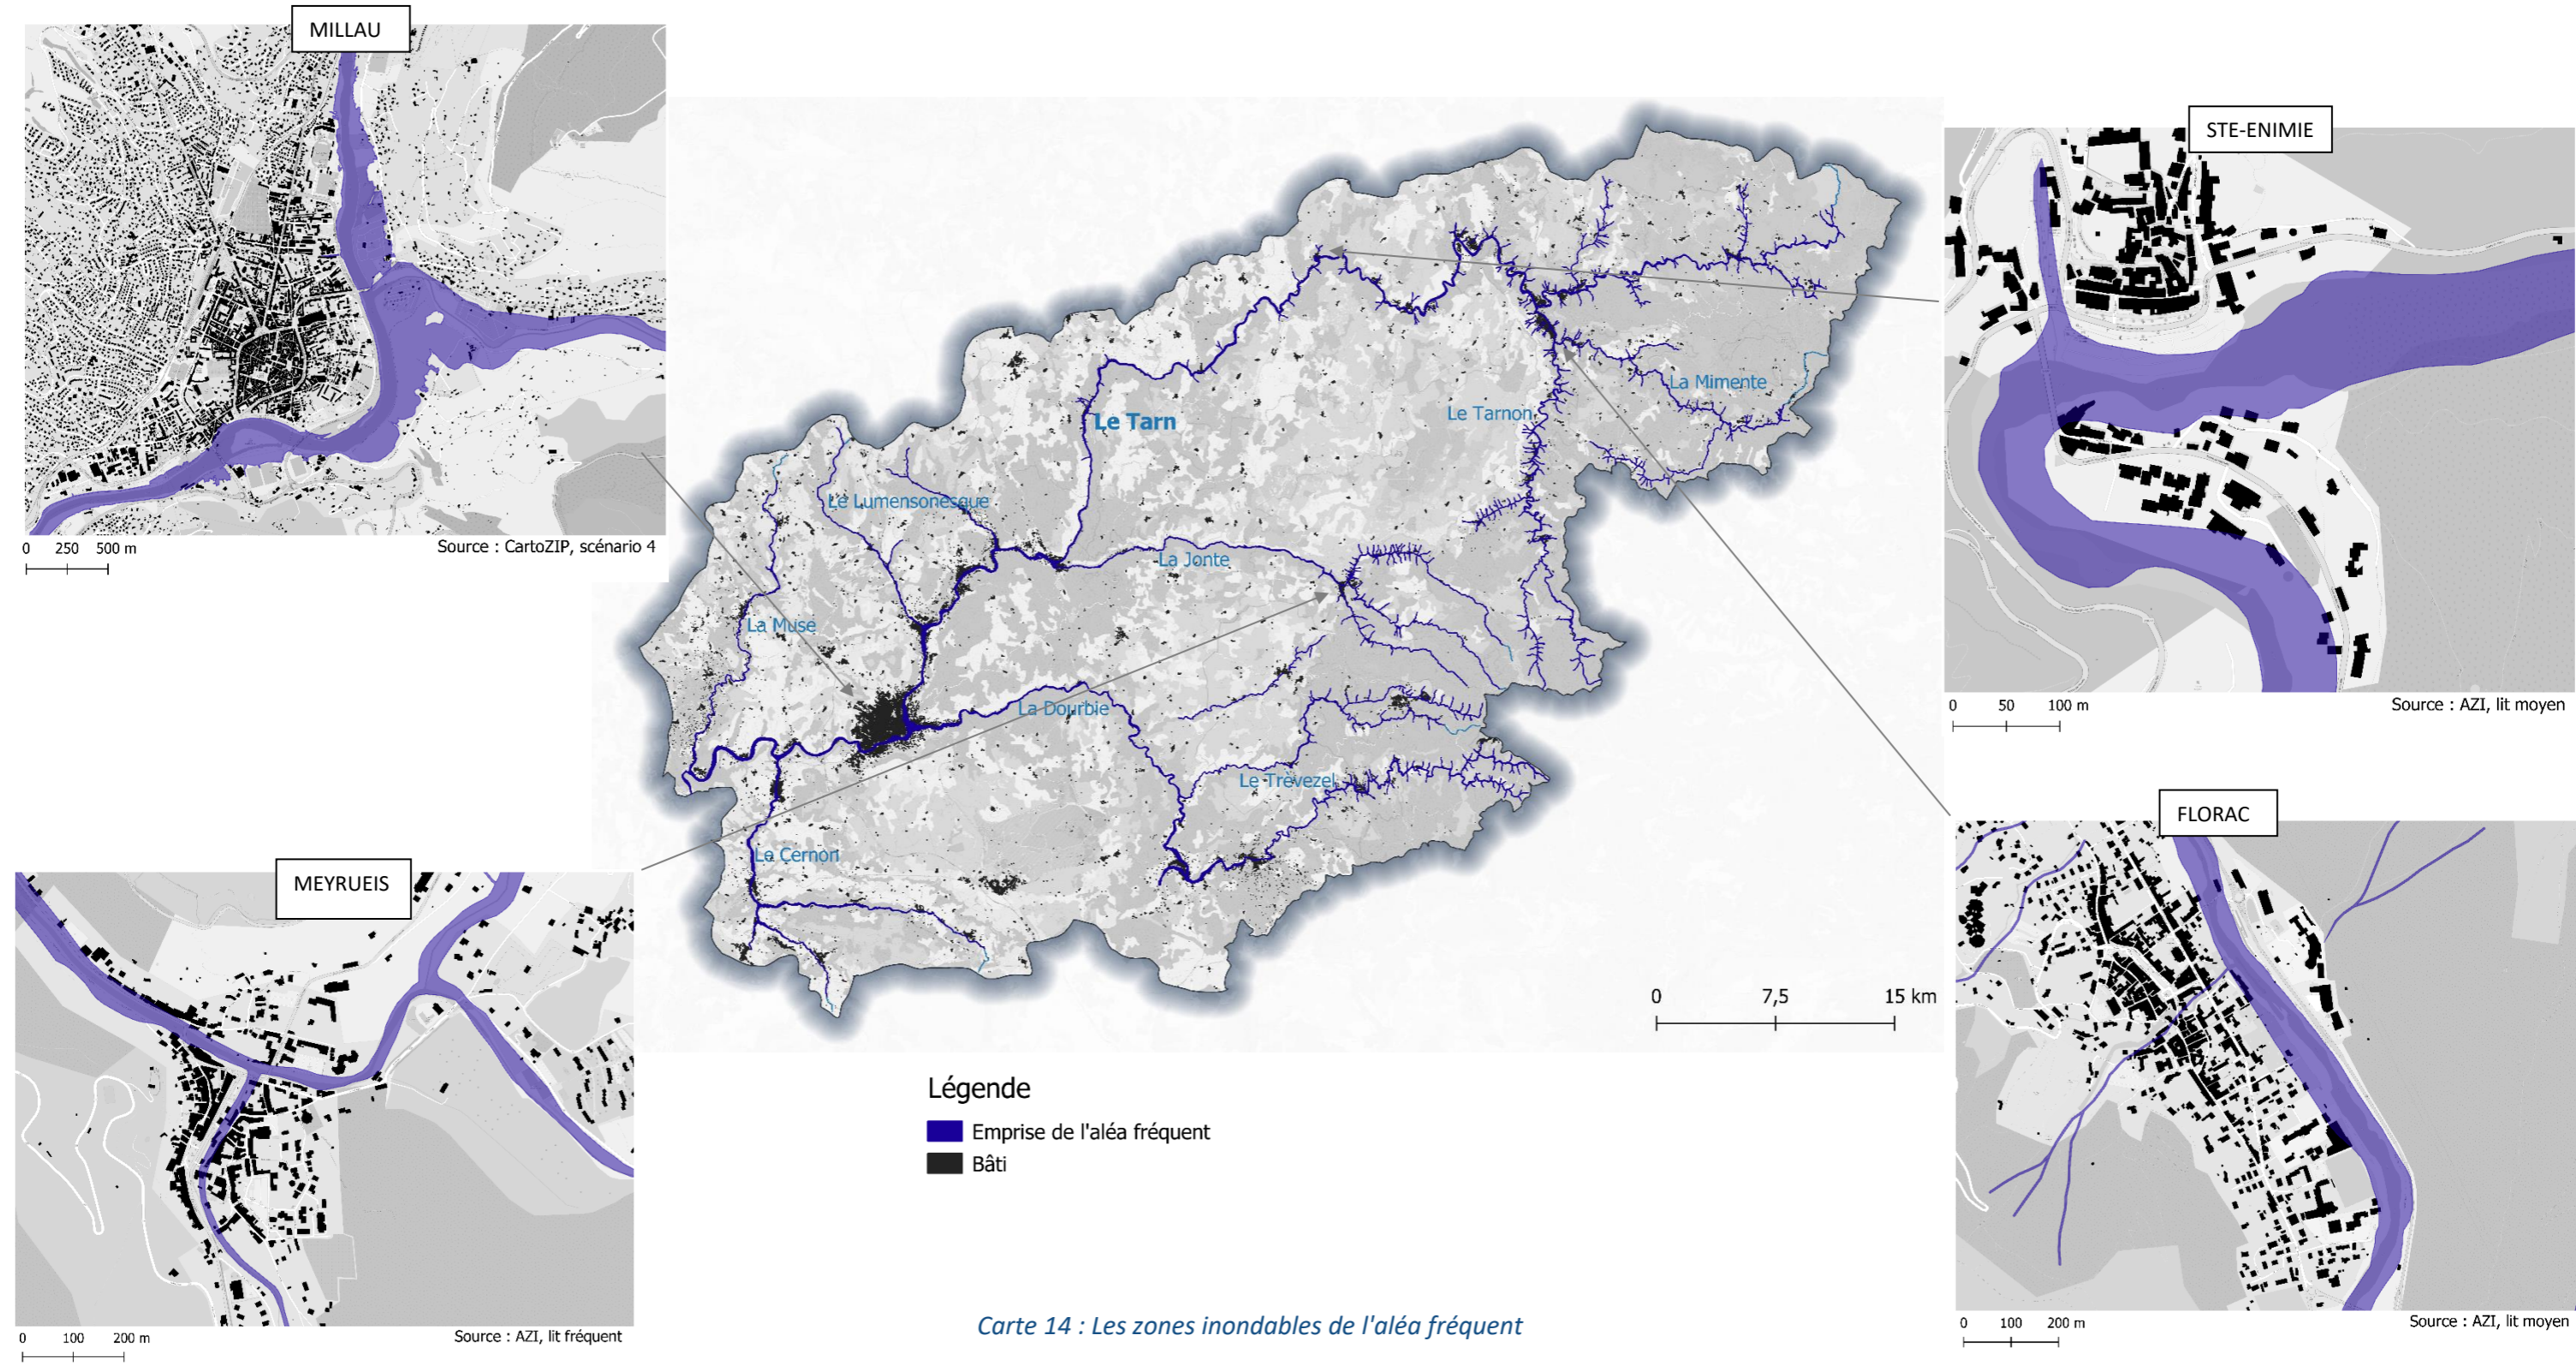 MILLAU
0 250 500 m
Source : CartoZIP, scénario 4
STE-ENIMIE
0 50 100 m
Source : AZI, lit moyen
Le Tarn
Le Tarnon
La Mimente
Le Lumensonesque
La Jonte
La Muse
La Dourbie
Le Trévezel
Le Cernon
0 7,5 15 km
MEYRUEIS
0 100 200 m
Source : AZI, lit fréquent
FLORAC
0 100 200 m
Source : AZI, lit moyen
Légende
Emprise de l'aléa fréquent
Bâti
Carte 14 : Les zones inondables de l'aléa fréquent